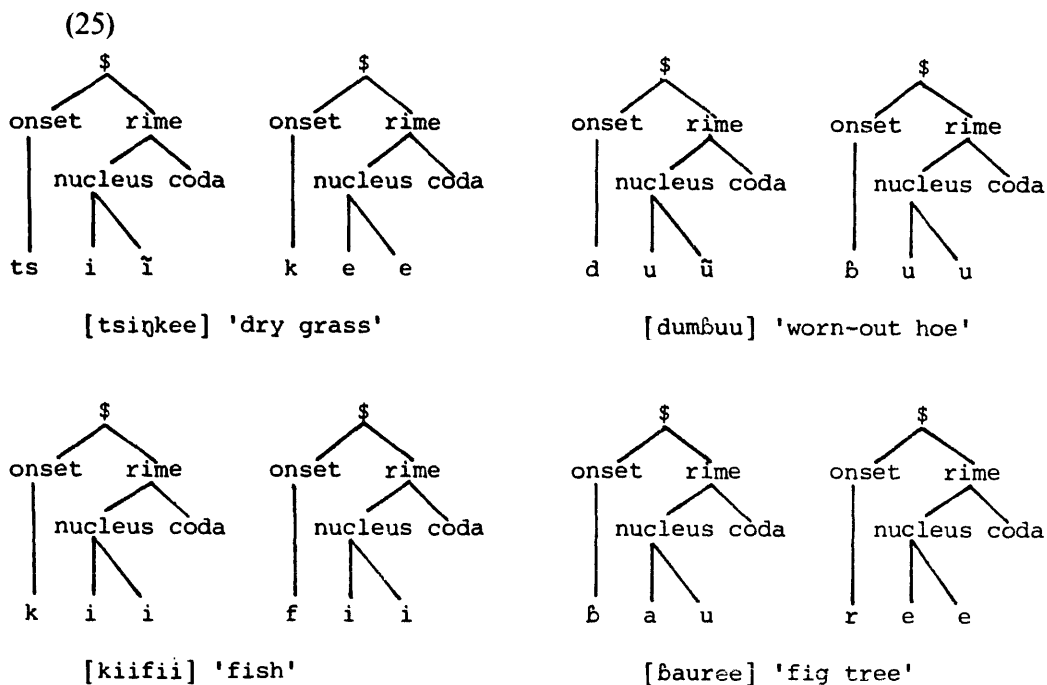 (25)
$ $ $ $
onset rime onset rime onset rime onset rime
nucleus coda nucleus coda nucleus coda nucleus coda
ts i ĩ k e e d u ũ ɓ u u
[tsiŋkee] 'dry grass' [dumɓuu] 'worn-out hoe'
$ $ $ $
onset rime onset rime onset rime onset rime
nucleus coda nucleus coda nucleus coda nucleus coda
k i i f i i ɓ a u r e e
[kiifii] 'fish' [ɓauree] 'fig tree'